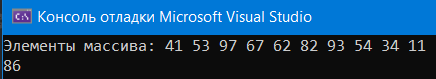 Консоль отладки Microsoft Visual Studio
Элементы массива: 41 53 97 67 62 82 93 54 34 11
86